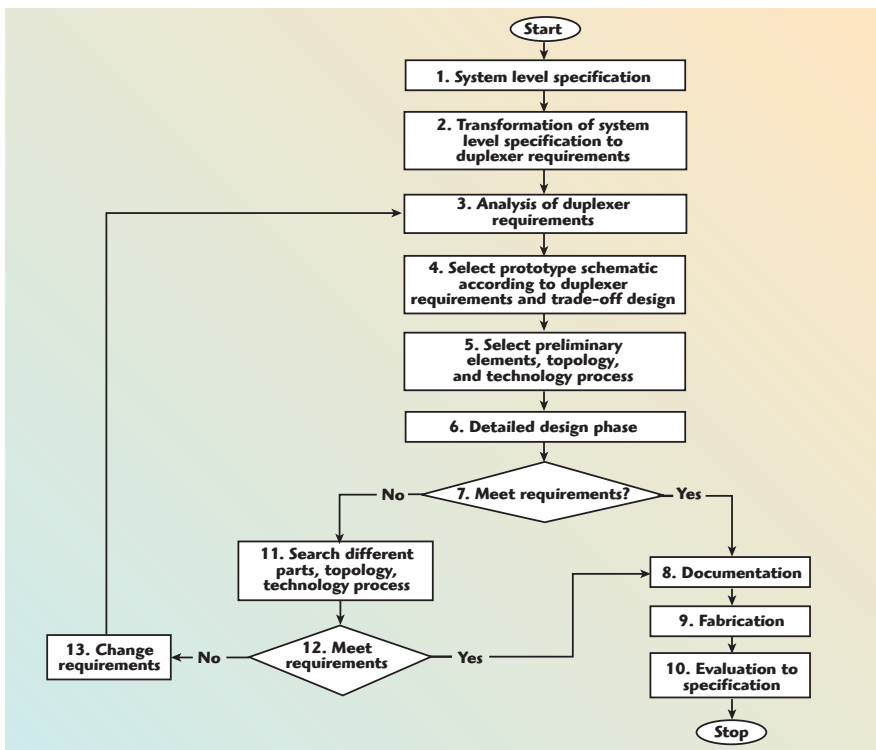 Start
1. System level specification
2. Transformation of system
level specification to
duplexer requirements
3. Analysis of duplexer
requirements
4. Select prototype schematic
according to duplexer
requirements and trade-off design
5. Select preliminary
elements, topology,
and technology process
6. Detailed design phase
No
7. Meet requirements?
Yes
11. Search different
parts, topology,
technology process
8. Documentation
9. Fabrication
13. Change
requirements
No
12. Meet
requirements
Yes
10. Evaluation to
specification
Stop